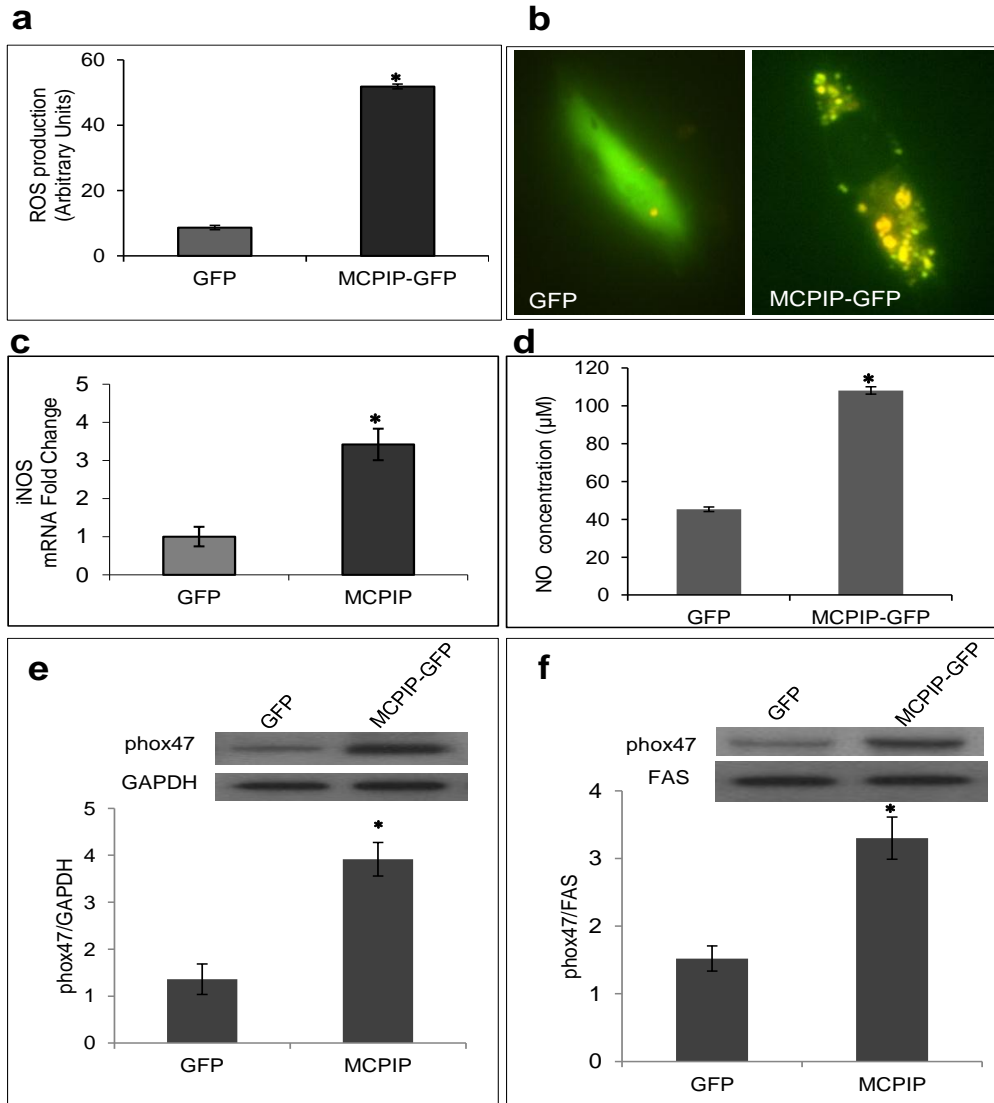 a
ROS production
(Arbitrary Units)
60
40
20
0
*
GFP
MCPIP-GFP
b
GFP
MCPIP-GFP
c
iNOS
mRNA Fold Change
5
4
3
2
1
0
*
GFP
MCPIP
d
NO concentration (µM)
120
100
80
60
40
20
0
*
GFP
MCPIP-GFP
e
GFP
MCPIP-GFP
phox47
GAPDH
phox47/GAPDH
5
4
3
2
1
0
*
GFP
MCPIP
f
GFP
MCPIP-GFP
phox47
FAS
phox47/FAS
4
3
2
1
0
*
GFP
MCPIP